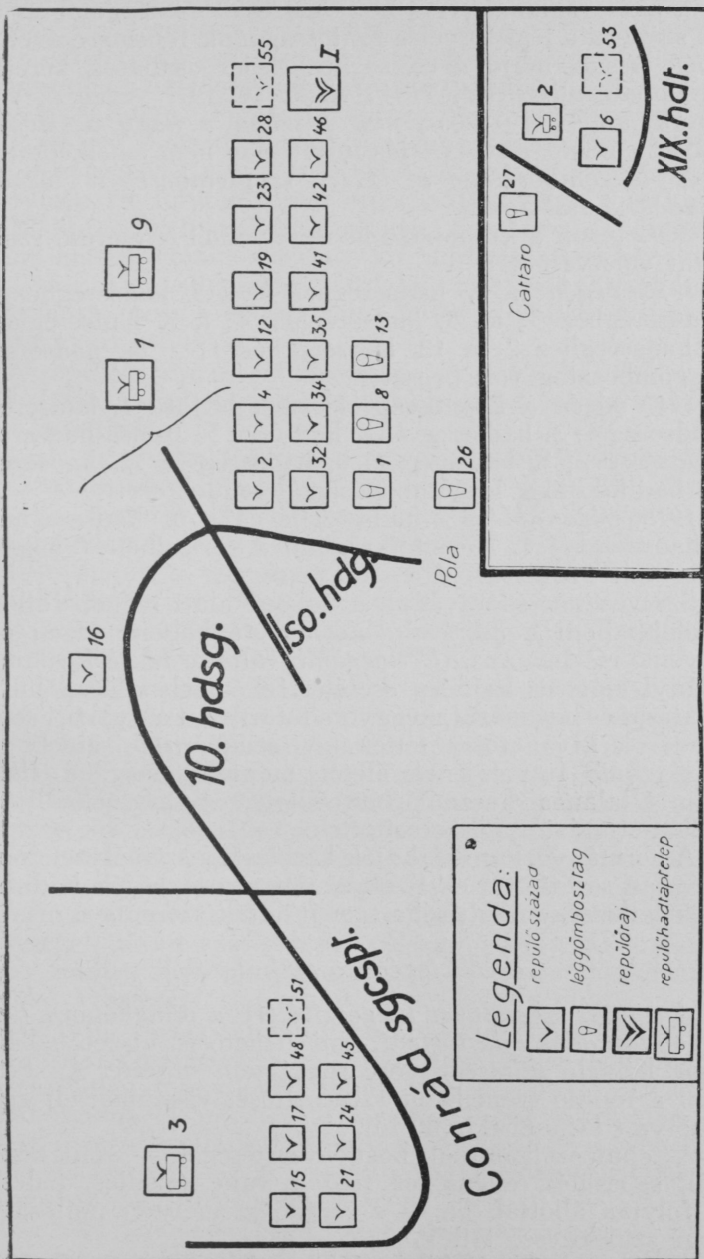 3
15 17 48 51
21 24 45
Conrád sgcspt.
16
10. hdsg.
Iso. hdg.
1 9
2 4 12 19 23 28 55
32 34 35 41 42 46 I
1 8 13
Pola
26
Cattaro
27
2
6 53
XIX. hdt.
Legenda:
repülő század
léggömbosztag
repülőraj
repülőhadtáptelep